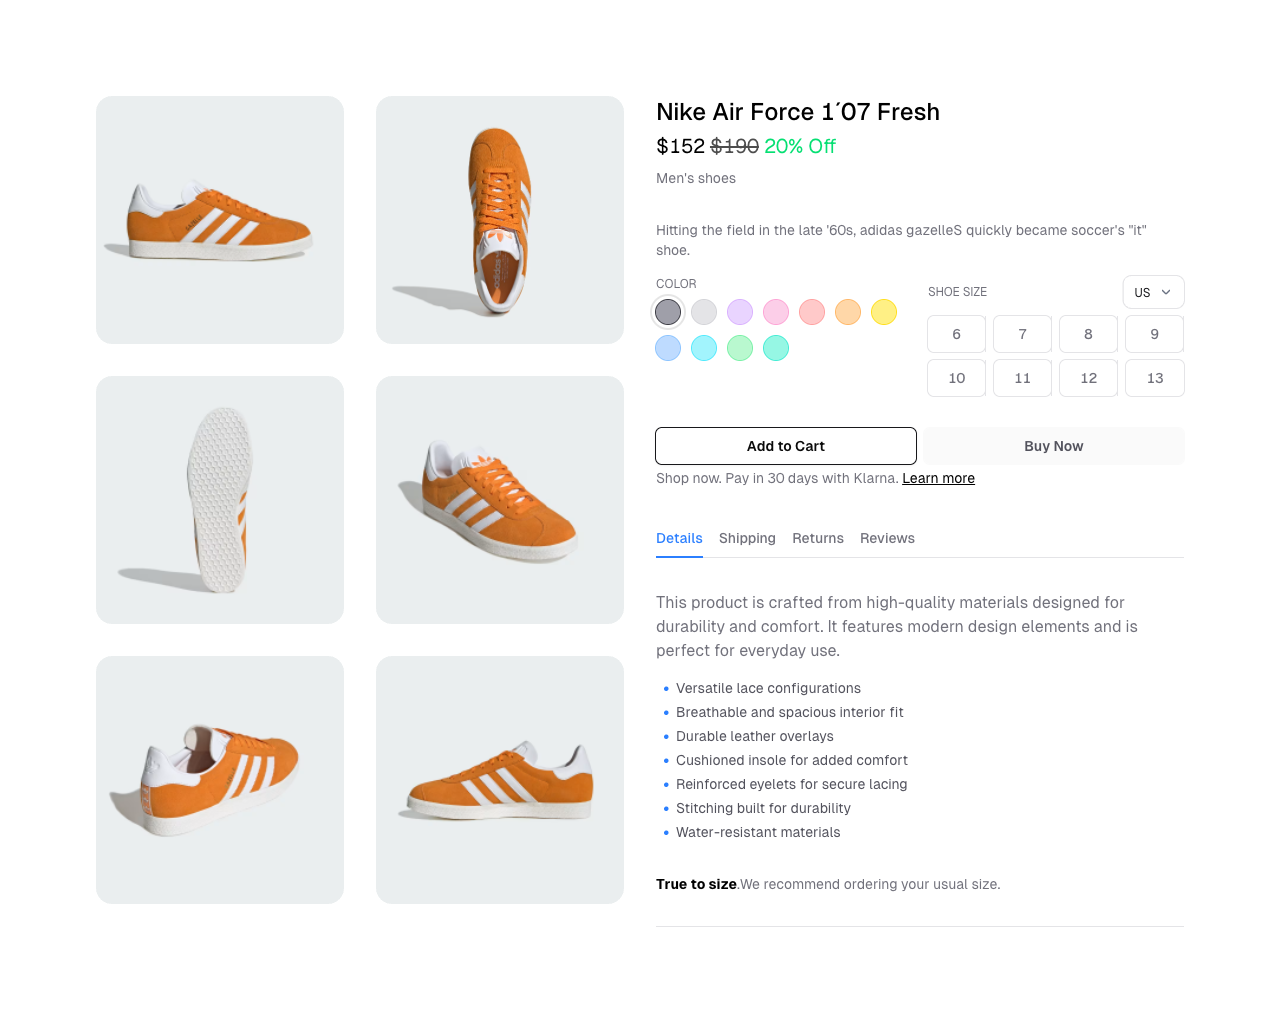 Nike Air Force 1´07 Fresh
$152 $190 20% Off
Men's shoes
Hitting the field in the late '60s, adidas gazelleS quickly became soccer's "it"
shoe.
COLOR
SHOE SIZE
US
6 7 8 9
10 11 12 13
Add to Cart
Buy Now
Shop now. Pay in 30 days with Klarna. Learn more
Details Shipping Returns Reviews
This product is crafted from high-quality materials designed for
durability and comfort. It features modern design elements and is
perfect for everyday use.
Versatile lace configurations
Breathable and spacious interior fit
Durable leather overlays
Cushioned insole for added comfort
Reinforced eyelets for secure lacing
Stitching built for durability
Water-resistant materials
True to size.We recommend ordering your usual size.